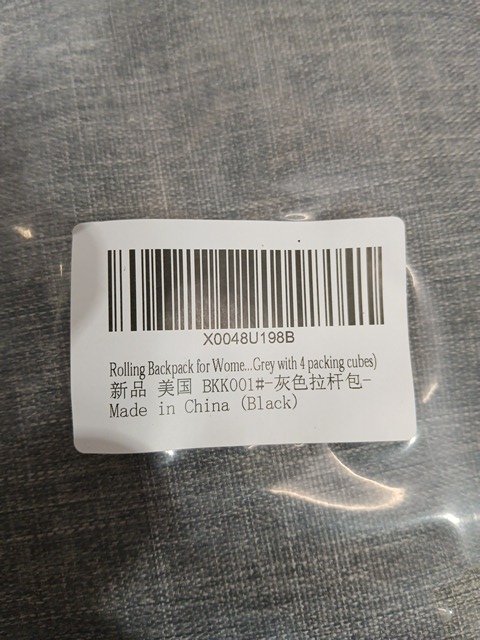 X0048U198B
Rolling Backpack for Wome...Grey with 4 packing cubes)
新品 美国 BKK001#-灰色拉杆包-
Made in China (Black)